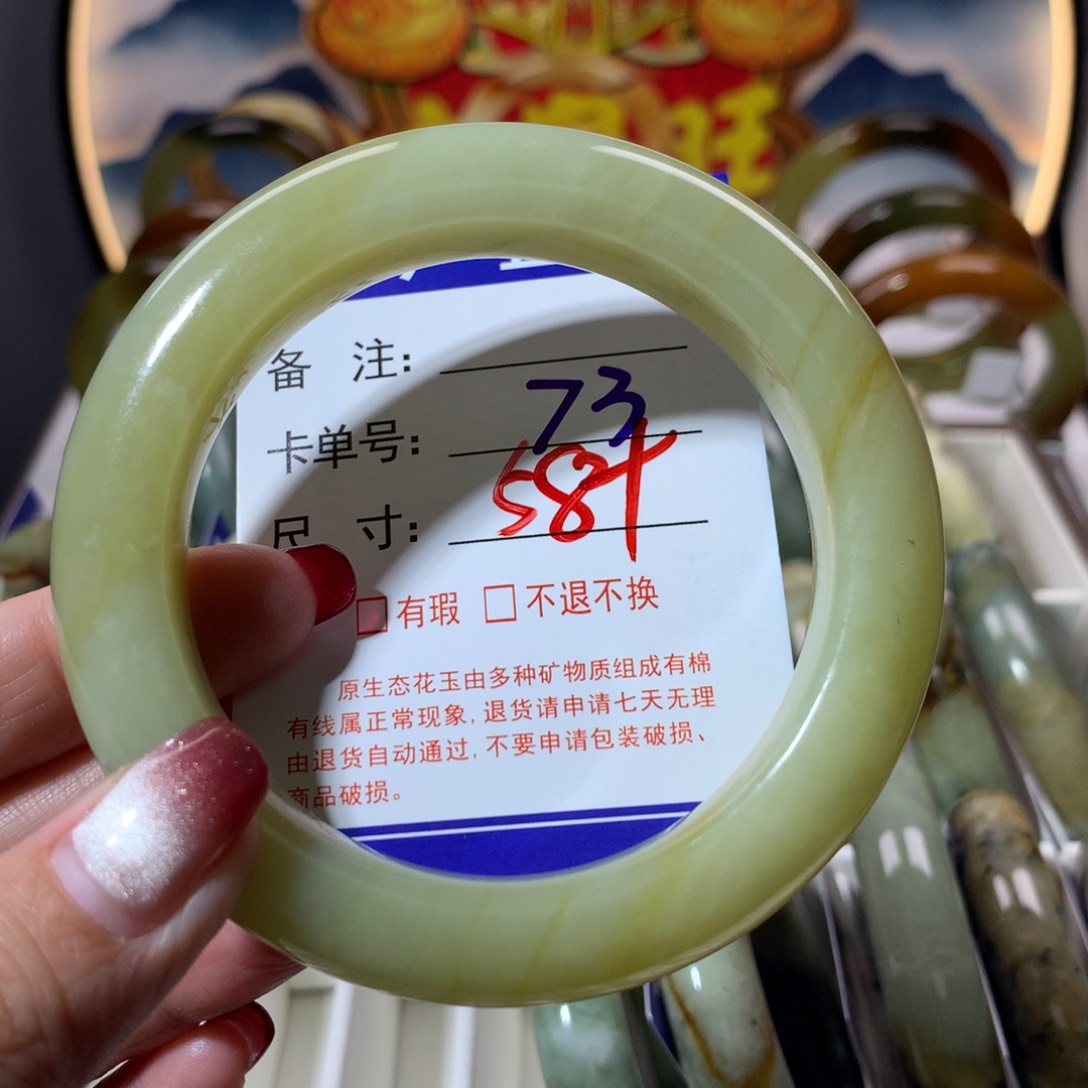 旺
备 注:
卡单号: 73
尺 寸: 58+
有瑕 □不退不换
原生态花玉由多种矿物质组成有棉
有线属正常现象,退货请申请七天无理
由退货自动通过,不要申请包装破损、
商品破损。